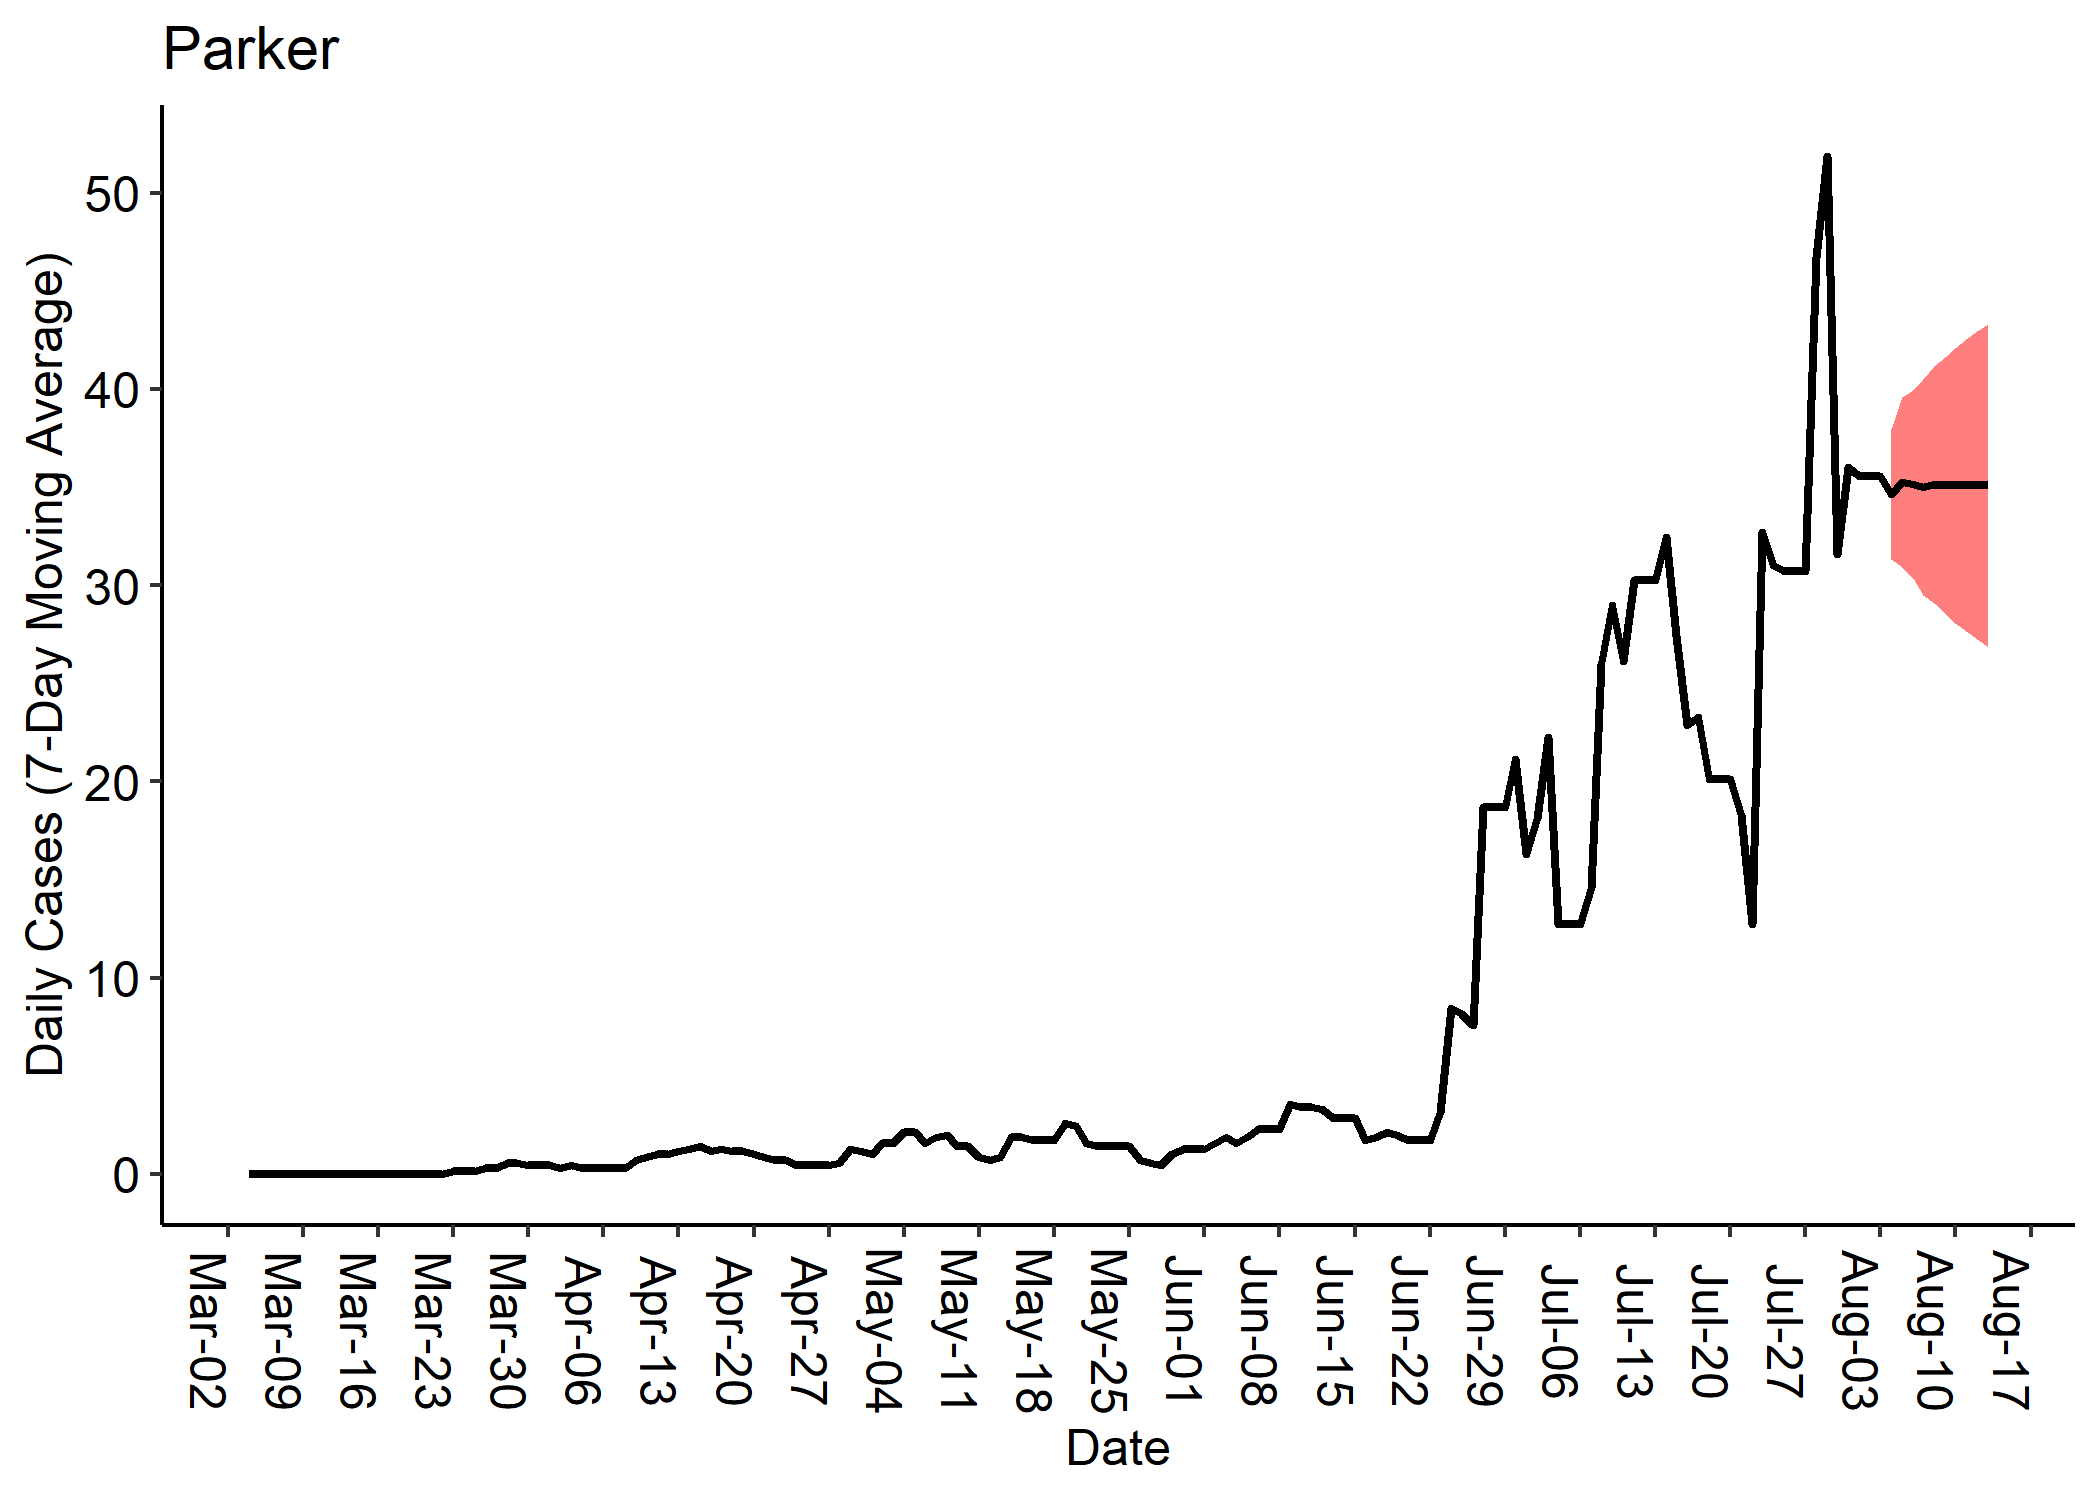 Parker
Daily Cases (7-Day Moving Average)
50
40
30
20
10
0
Mar-02
Mar-09
Mar-16
Mar-23
Mar-30
Apr-06
Apr-13
Apr-20
Apr-27
May-04
May-11
May-18
May-25
Jun-01
Jun-08
Jun-15
Jun-22
Jun-29
Jul-06
Jul-13
Jul-20
Jul-27
Aug-03
Aug-10
Aug-17
Date